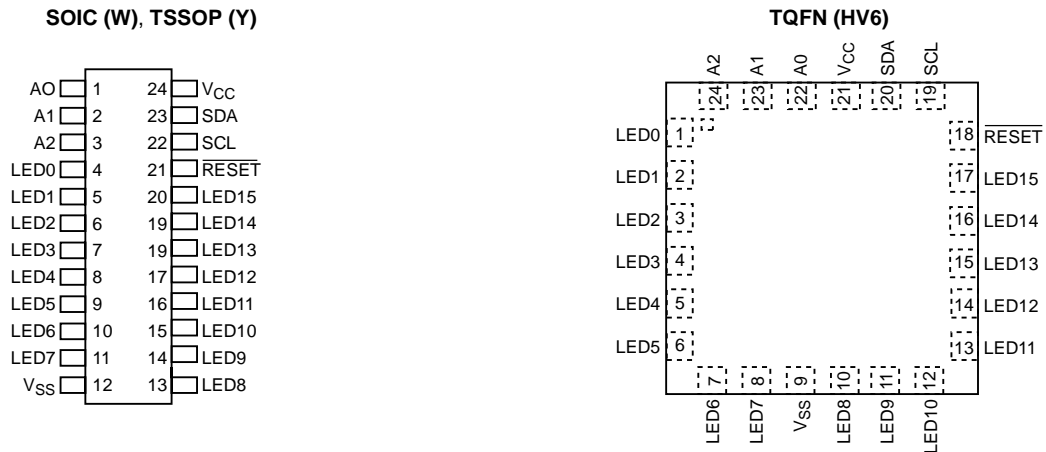 SOIC (W), TSSOP (Y)
AO 1 24 VCC
A1 2 23 SDA
A2 3 22 SCL
LED0 4 21 RESET
LED1 5 20 LED15
LED2 6 19 LED14
LED3 7 19 LED13
LED4 8 17 LED12
LED5 9 16 LED11
LED6 10 15 LED10
LED7 11 14 LED9
VSS 12 13 LED8
TQFN (HV6)
A2 A1 A0 VCC SDA SCL
24 23 22 21 20 19
LED0 1 18 RESET
LED1 2 17 LED15
LED2 3 16 LED14
LED3 4 15 LED13
LED4 5 14 LED12
LED5 6 13 LED11
7 8 9 10 11 12
LED6 LED7 VSS LED8 LED9 LED10